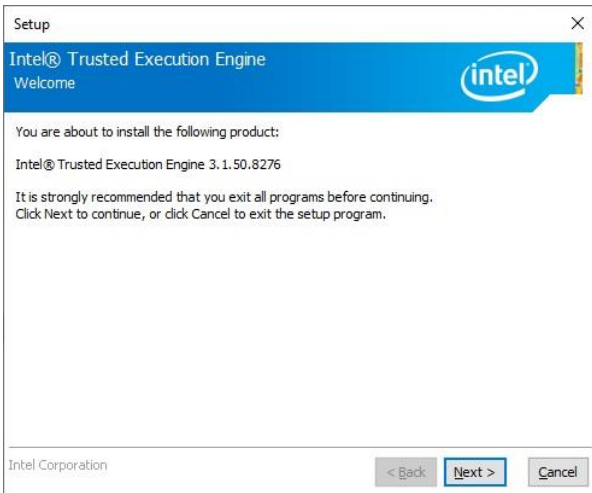 Setup
Intel® Trusted Execution Engine
Welcome
intel
You are about to install the following product:
Intel® Trusted Execution Engine 3.1.50.8276
It is strongly recommended that you exit all programs before continuing.
Click Next to continue, or click Cancel to exit the setup program.
Intel Corporation
< Back Next > Cancel